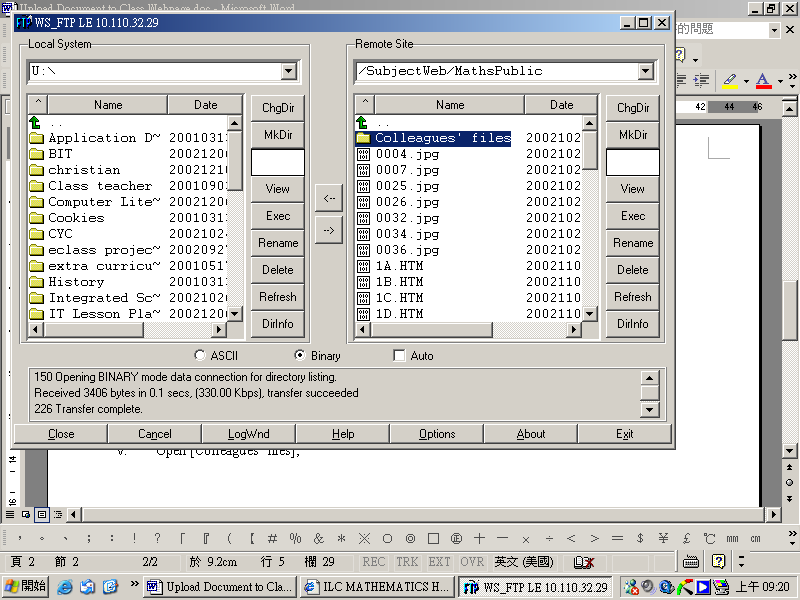 Upload Document to Class Webpage.doc - Microsoft Word
WS_FTP LE 10.110.32.29
的問題
Local System
Remote Site
U:\
/SubjectWeb/MathsPublic
^ Name Date
ChgDir
^ Name Date
ChgDir
..
..
MkDir
MkDir
Application D~ 2001031
Colleagues' files 2002102
BIT 2002120
0004.jpg 2002102
christian 2002121
0007.jpg 2002102
Class teacher 2001090
0025.jpg 2002102
View
View
Computer Lite~ 2002120
0026.jpg 2002102
Cookies 2001031
0032.jpg 2002102
Exec
Exec
CYC 2002102
0034.jpg 2002102
eclass projec~ 2002092
0036.jpg 2002102
Rename
Rename
extra curricu~ 2001051
1A.HTM 2002110
Delete
Delete
History 2001031
1B.HTM 2002110
Integrated Sc~ 2002102
1C.HTM 2002110
Refresh
Refresh
IT Lesson Pla~ 2002120
1D.HTM 2002110
DirInfo
DirInfo
<--
-->
42 44 46
ASCII Binary Auto
150 Opening BINARY mode data connection for directory listing.
Received 3406 bytes in 0.1 secs, (330.00 Kbps), transfer succeeded
226 Transfer complete.
Close Cancel LogWnd Help Options About Exit
v. Open [Colleagues' files];
14
16
， 。 、 ； ： ！ ？ 「 『 （ 【 # % & * ※ ○ ◎ □ ㊣ ＋ － × ÷ ＜ ＞ ＝ $ ¥ £ ℃ mm cm
頁 2 節 2 2/2 於 9.2cm 行 5 欄 29 REC TRK EXT OVR 英文 (美國)
開始 Upload Document to Cla... ILC MATHEMATICS H... WS_FTP LE 10.110.32.29 上午 09:20